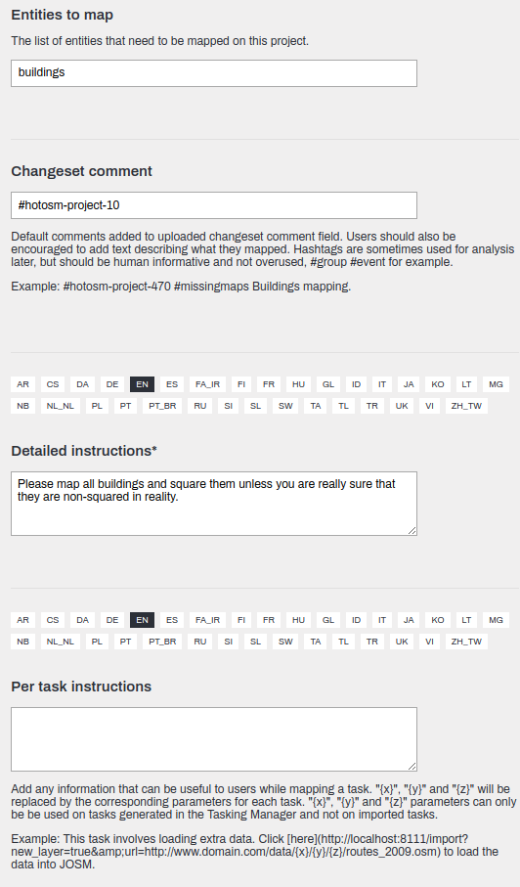 Entities to map
The list of entities that need to be mapped on this project.
buildings
Changeset comment
#hotosm-project-10
Default comments added to uploaded changeset comment field. Users should also be
encouraged to add text describing what they mapped. Hashtags are sometimes used for analysis
later, but should be human informative and not overused, #group #event for example.
Example: #hotosm-project-470 #missingmaps Buildings mapping.
AR CS DA DE EN ES FA_IR FI FR HU GL ID IT JA KO LT MG
NB NL_NL PL PT PT_BR RU SI SL SW TA TL TR UK VI ZH_TW
Detailed instructions*
Please map all buildings and square them unless you are really sure that
they are non-squared in reality.
AR CS DA DE EN ES FA_IR FI FR HU GL ID IT JA KO LT MG
NB NL_NL PL PT PT_BR RU SI SL SW TA TL TR UK VI ZH_TW
Per task instructions
Add any information that can be useful to users while mapping a task. "{x}", "{y}" and "{z}" will be
replaced by the corresponding parameters for each task. "{x}", "{y}" and "{z}" parameters can only
be be used on tasks generated in the Tasking Manager and not on imported tasks.
Example: This task involves loading extra data. Click [here](http://localhost:8111/import?
new_layer=true&amp;url=http://www.domain.com/data/{x}/{y}/{z}/routes_2009.osm) to load the
data into JOSM.